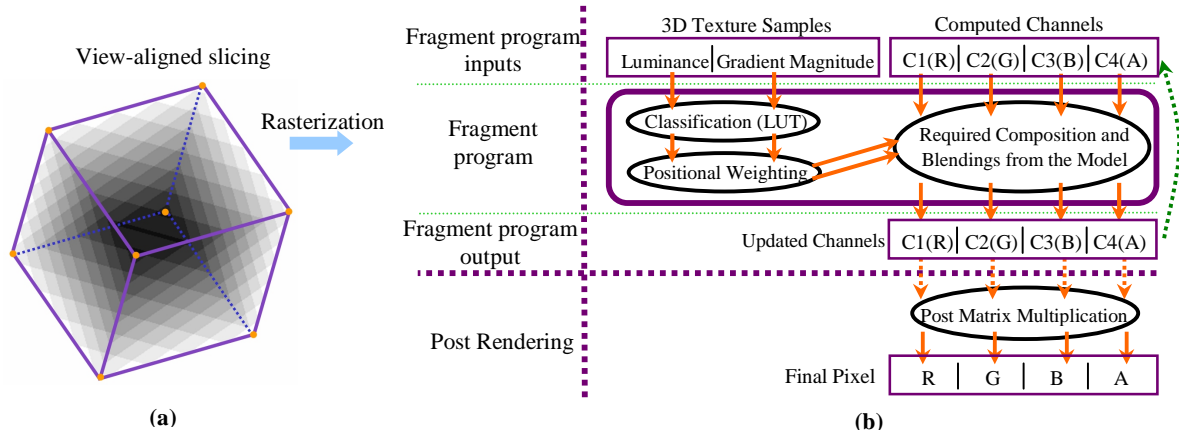 View-aligned slicing
Rasterization
(a)
Fragment program
inputs
3D Texture Samples
Computed Channels
Luminance Gradient Magnitude
C1(R) C2(G) C3(B) C4(A)
Fragment
program
Classification (LUT)
Positional Weighting
Required Composition and
Blendings from the Model
Fragment program
output
Updated Channels
C1(R) C2(G) C3(B) C4(A)
Post Rendering
Post Matrix Multiplication
Final Pixel
R G B A
(b)